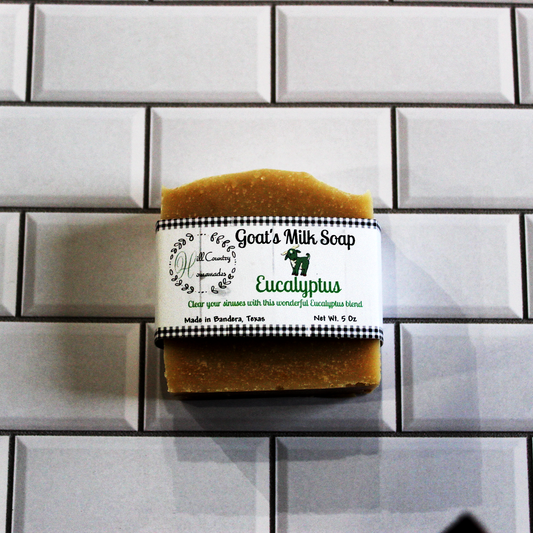 Goat's Milk Soap
Hill Country
Homemades
Eucalyptus
Clear your sinuses with this wonderful Eucalyptus blend
Made in Bandera, Texas
Net Wt. 5 Oz